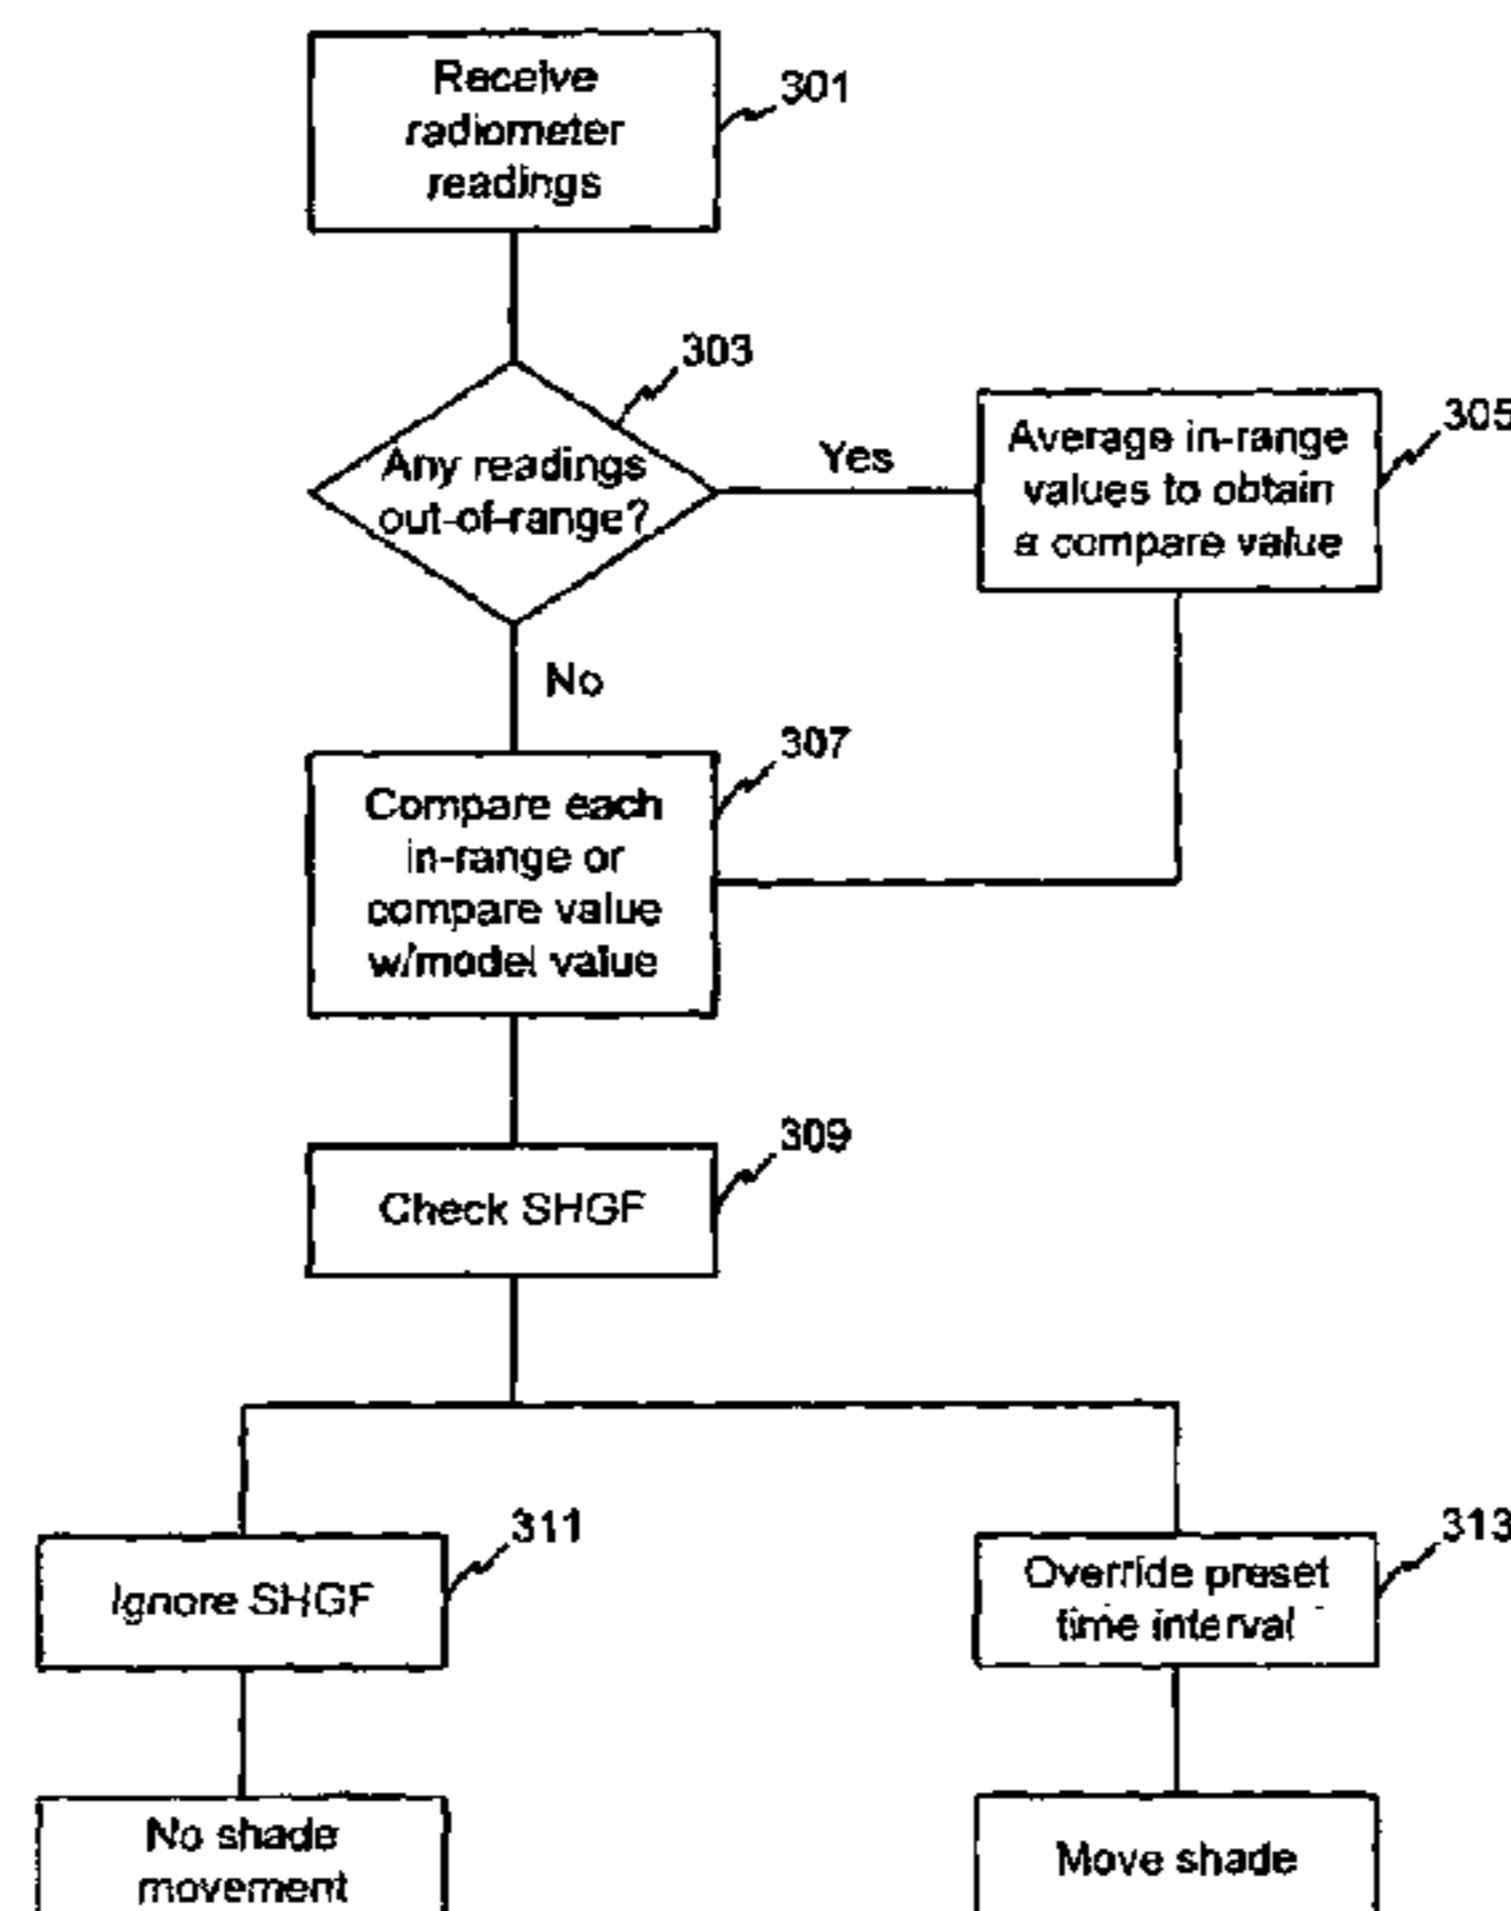 Receive
radiometer
readings
301
303
Any readings
out-of-range?
Yes
Average in-range
values to obtain
a compare value
305
No
307
Compare each
in-range or
compare value
w/model value
309
Check SHGF
311
Ignore SHGF
313
Override preset
time interval
No shade
movement
Move shade